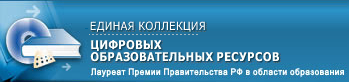 ЕДИНАЯ КОЛЛЕКЦИЯ
ЦИФРОВЫХ
ОБРАЗОВАТЕЛЬНЫХ РЕСУРСОВ
Лауреат Премии Правительства РФ в области образования